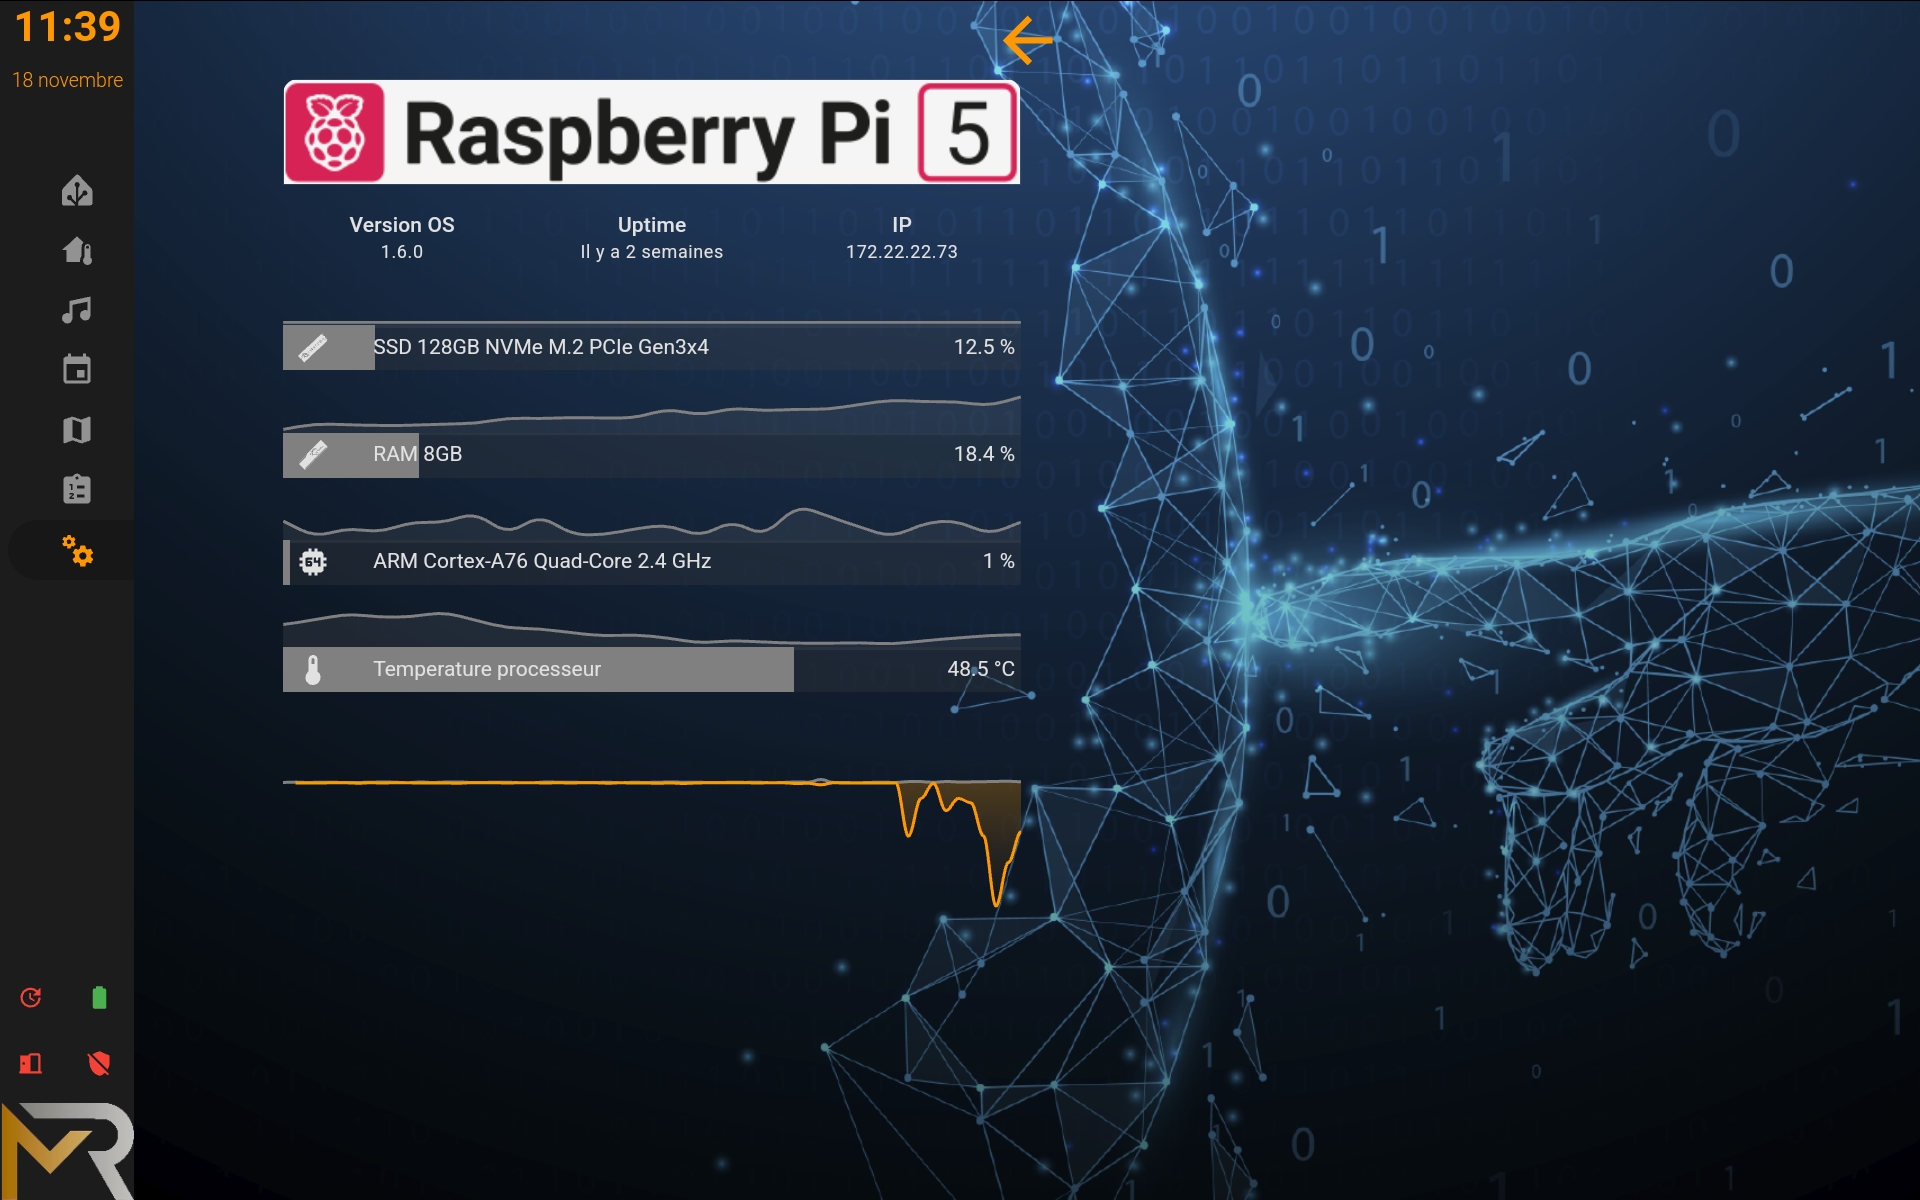 11:39
18 novembre
Raspberry Pi 5
Version OS
1.6.0
Uptime
Il y a 2 semaines
IP
172.22.22.73
SSD 128GB NVMe M.2 PCIe Gen3x4
12.5 %
RAM 8GB
18.4 %
64
ARM Cortex-A76 Quad-Core 2.4 GHz
1 %
Temperature processeur
48.5 °C
MR